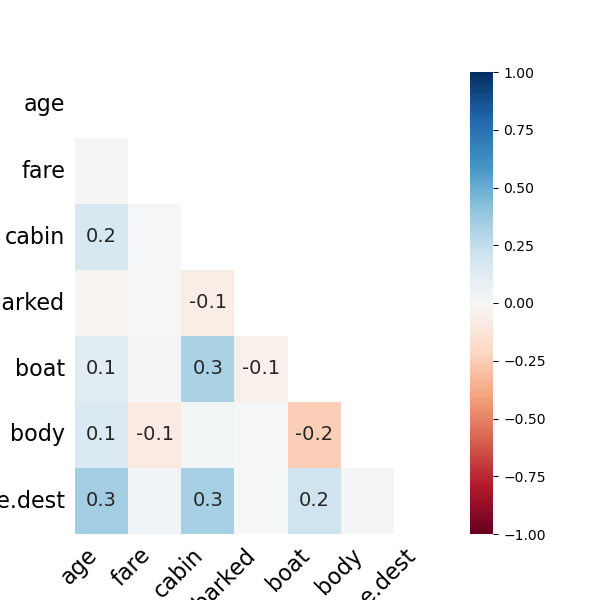 age
fare
cabin 0.2
arked -0.1
boat 0.1 0.3 -0.1
body 0.1 -0.1 -0.2
e.dest 0.3 0.3 0.2
age fare cabin barked boat body e.dest
1.00
0.75
0.50
0.25
0.00
−0.25
−0.50
−0.75
−1.00